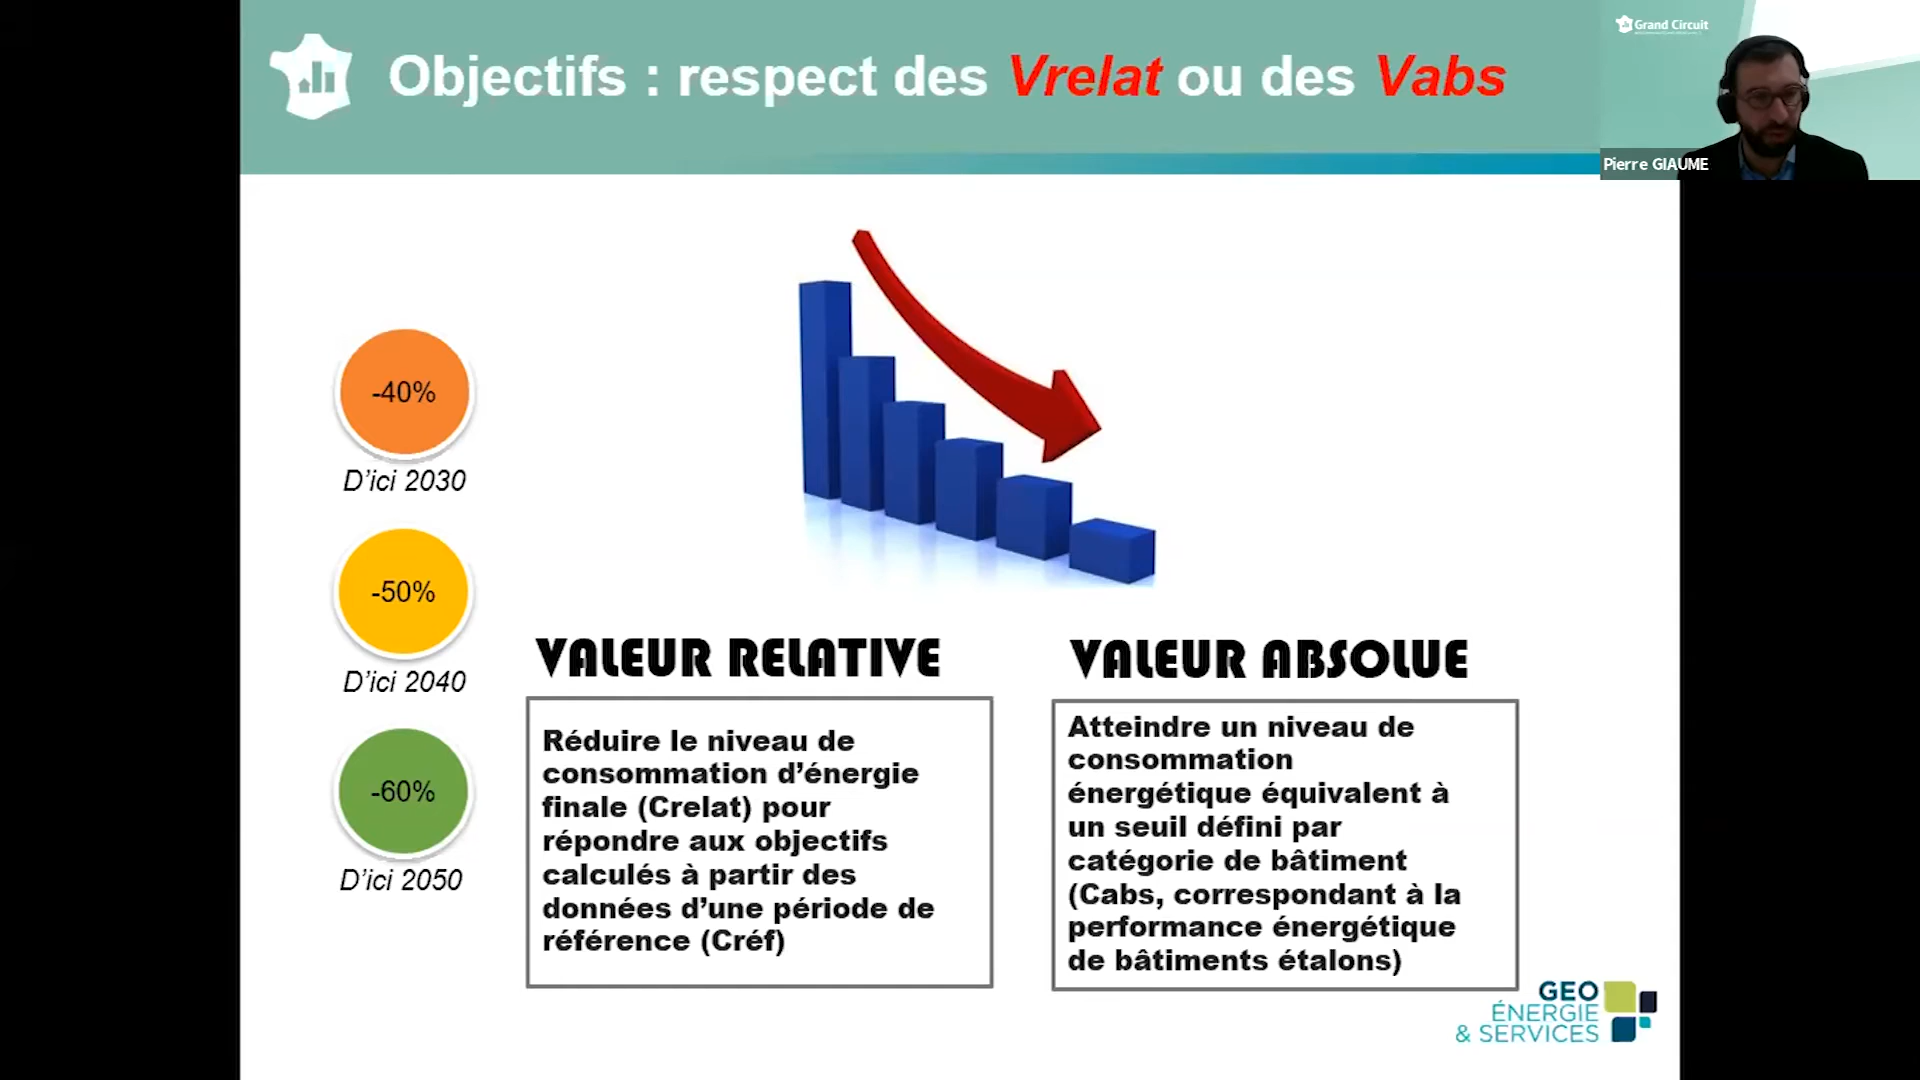 Objectifs : respect des Vrelat ou des Vabs
Grand Circuit
Pierre GIAUME
-40%
D'ici 2030
-50%
D'ici 2040
-60%
D'ici 2050
VALEUR RELATIVE
Réduire le niveau de
consommation d'énergie
finale (Crelat) pour
répondre aux objectifs
calculés à partir des
données d'une période de
référence (Créf)
VALEUR ABSOLUE
Atteindre un niveau de
consommation
énergétique équivalent à
un seuil défini par
catégorie de bâtiment
(Cabs, correspondant à la
performance énergétique
de bâtiments étalons)
GEO
ÉNERGIE
& SERVICES